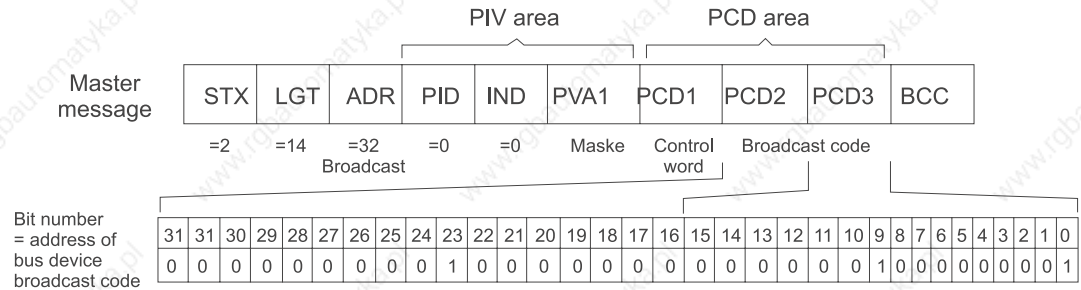 PIV area PCD area
Master message
STX LGT ADR PID IND PVA1 PCD1 PCD2 PCD3 BCC
=2 =14 =32 =0 =0 Maske Control Broadcast code
Broadcast word
Bit number
= address of
bus device
broadcast code
31 31 30 29 28 27 26 25 24 23 22 21 20 19 18 17 16 15 14 13 12 11 10 9 8 7 6 5 4 3 2 1 0
0 0 0 0 0 0 0 0 0 1 0 0 0 0 0 0 0 0 0 0 0 0 0 1 0 0 0 0 0 0 0 0 1
www.rgbautomatyka.pl